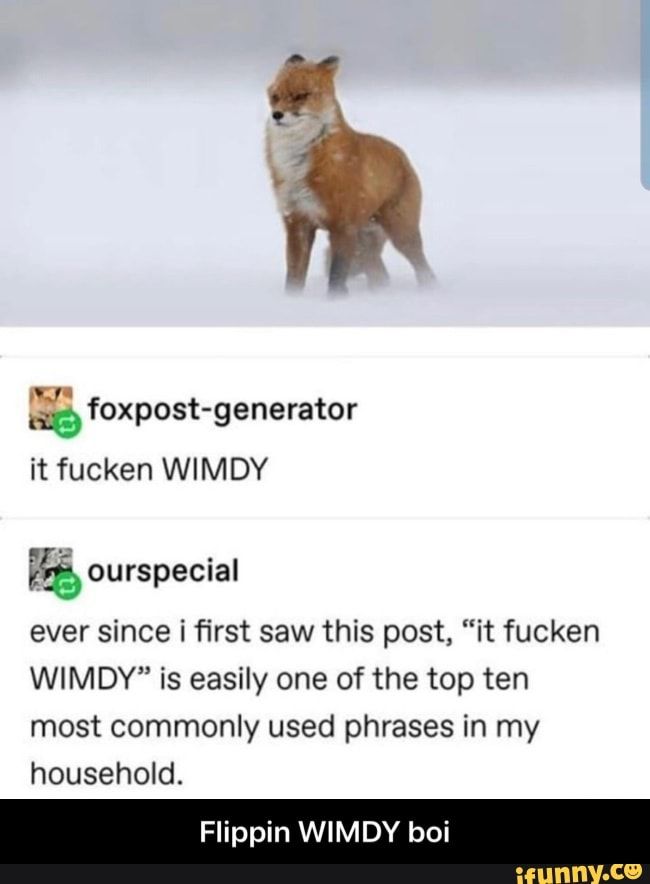 foxpost-generator
it fucken WIMDY
ourspecial
ever since i first saw this post, “it fucken
WIMDY” is easily one of the top ten
most commonly used phrases in my
household.
Flippin WIMDY boi
ifunny.co